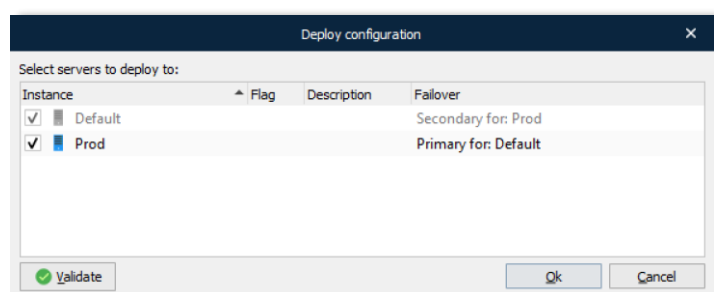 Deploy configuration
Select servers to deploy to:
Instance Flag Description Failover
Default Secondary for: Prod
Prod Primary for: Default
Validate Ok Cancel